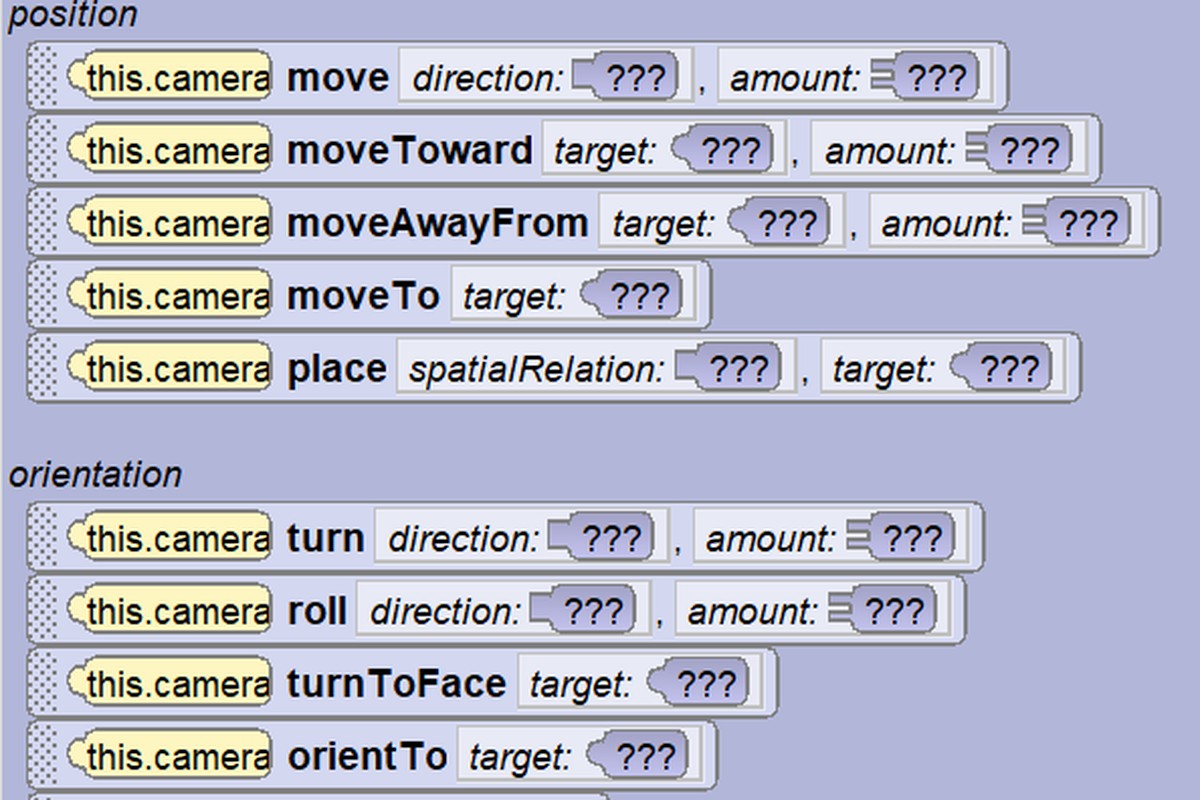 position
this.camera move direction: ???, amount: ???
this.camera moveToward target: ???, amount: ???
this.camera moveAwayFrom target: ???, amount: ???
this.camera moveTo target: ???
this.camera place spatialRelation: ???, target: ???
orientation
this.camera turn direction: ???, amount: ???
this.camera roll direction: ???, amount: ???
this.camera turnToFace target: ???
this.camera orientTo target: ???